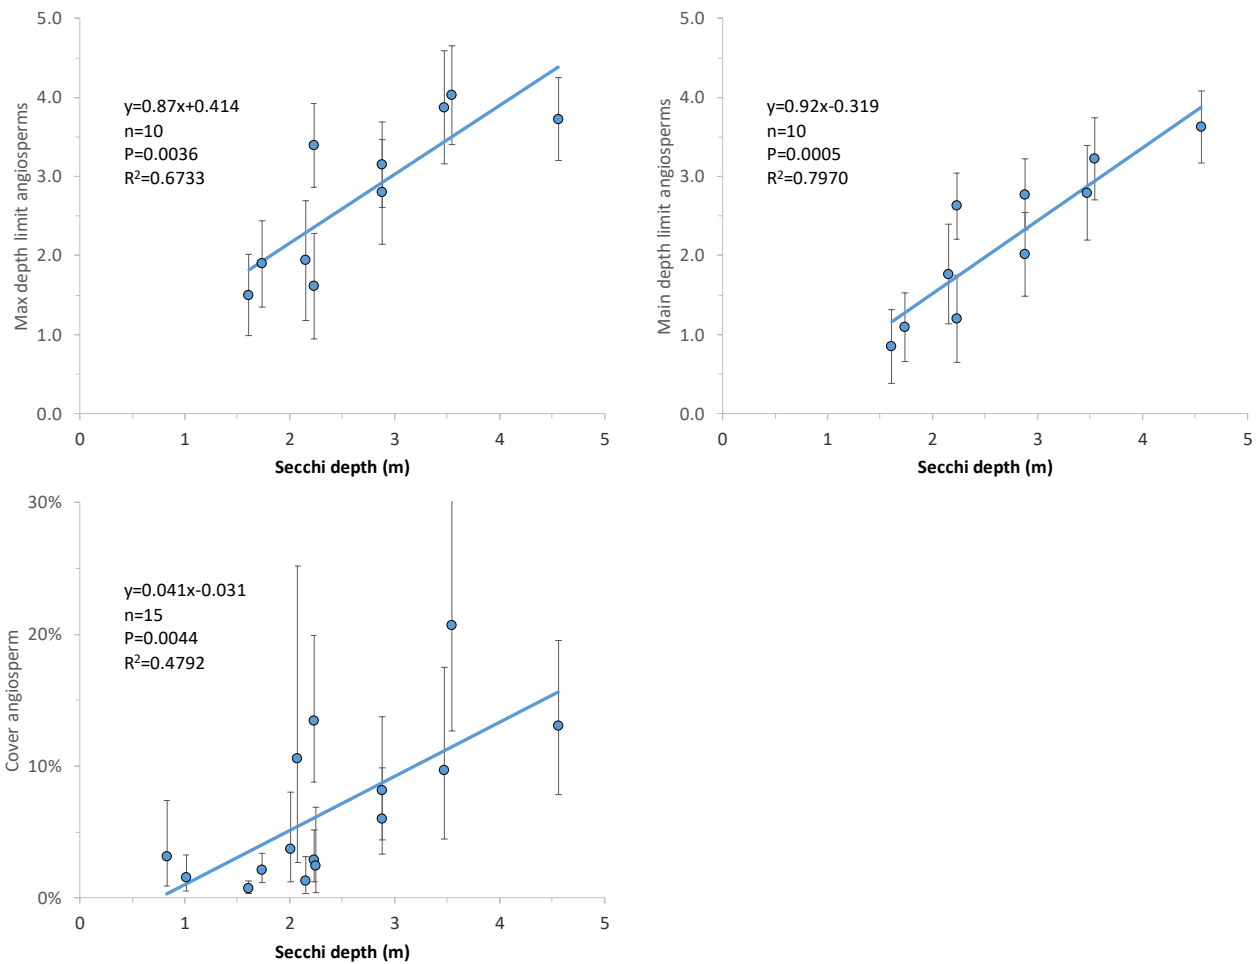 5.0
4.0
3.0
2.0
1.0
0.0
Max depth limit angiosperms
y=0.87x+0.414
n=10
P=0.0036
R²=0.6733
0 1 2 3 4 5
Secchi depth (m)
5.0
4.0
3.0
2.0
1.0
0.0
Main depth limit angiosperms
y=0.92x-0.319
n=10
P=0.0005
R²=0.7970
0 1 2 3 4 5
Secchi depth (m)
30%
20%
10%
0%
Cover angiosperm
y=0.041x-0.031
n=15
P=0.0044
R²=0.4792
0 1 2 3 4 5
Secchi depth (m)